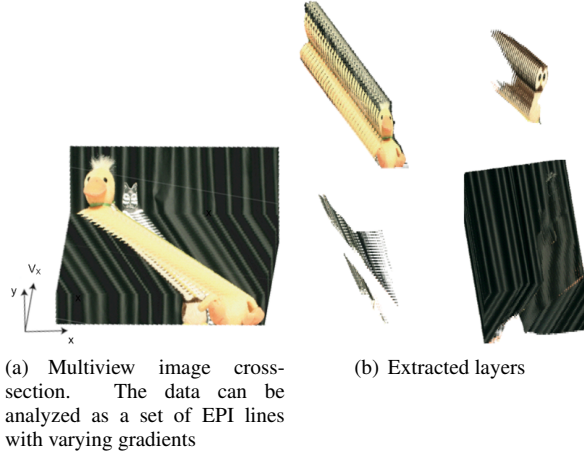 y
Vx
x
(a) Multiview image cross-
section. The data can be
analyzed as a set of EPI lines
with varying gradients
(b) Extracted layers